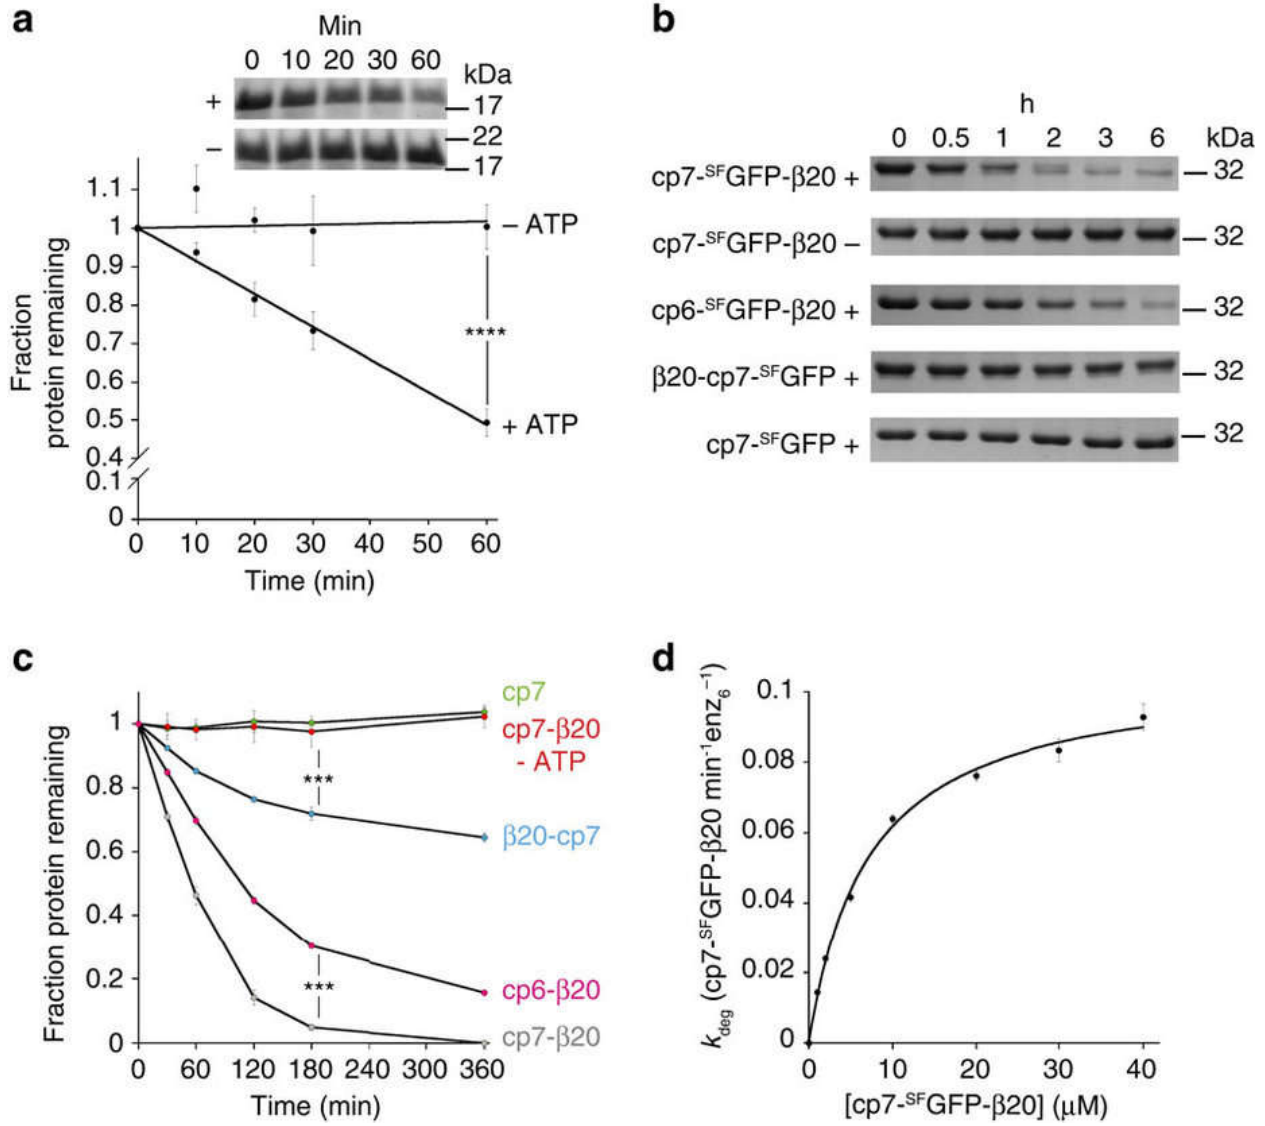 a
Min
0 10 20 30 60
kDa
+
17
–
22
17
1.1
1
0.9
0.8
0.7
0.6
0.5
0.4
0.1
0
– ATP
****
+ ATP
Fraction
protein remaining
0 10 20 30 40 50 60
Time (min)
b
h
0 0.5 1 2 3 6 kDa
cp7-SFGFP-β20 + 32
cp7-SFGFP-β20 – 32
cp6-SFGFP-β20 + 32
β20-cp7-SFGFP + 32
cp7-SFGFP + 32
c
1
0.8
0.6
0.4
0.2
0
Fraction protein remaining
cp7
cp7-β20
- ATP
***
β20-cp7
cp6-β20
***
cp7-β20
0 60 120 180 240 300 360
Time (min)
d
0.1
0.08
0.06
0.04
0.02
0
kdeg (cp7-SFGFP-β20 min-1enz6-1)
0 10 20 30 40
[cp7-SFGFP-β20] (μM)